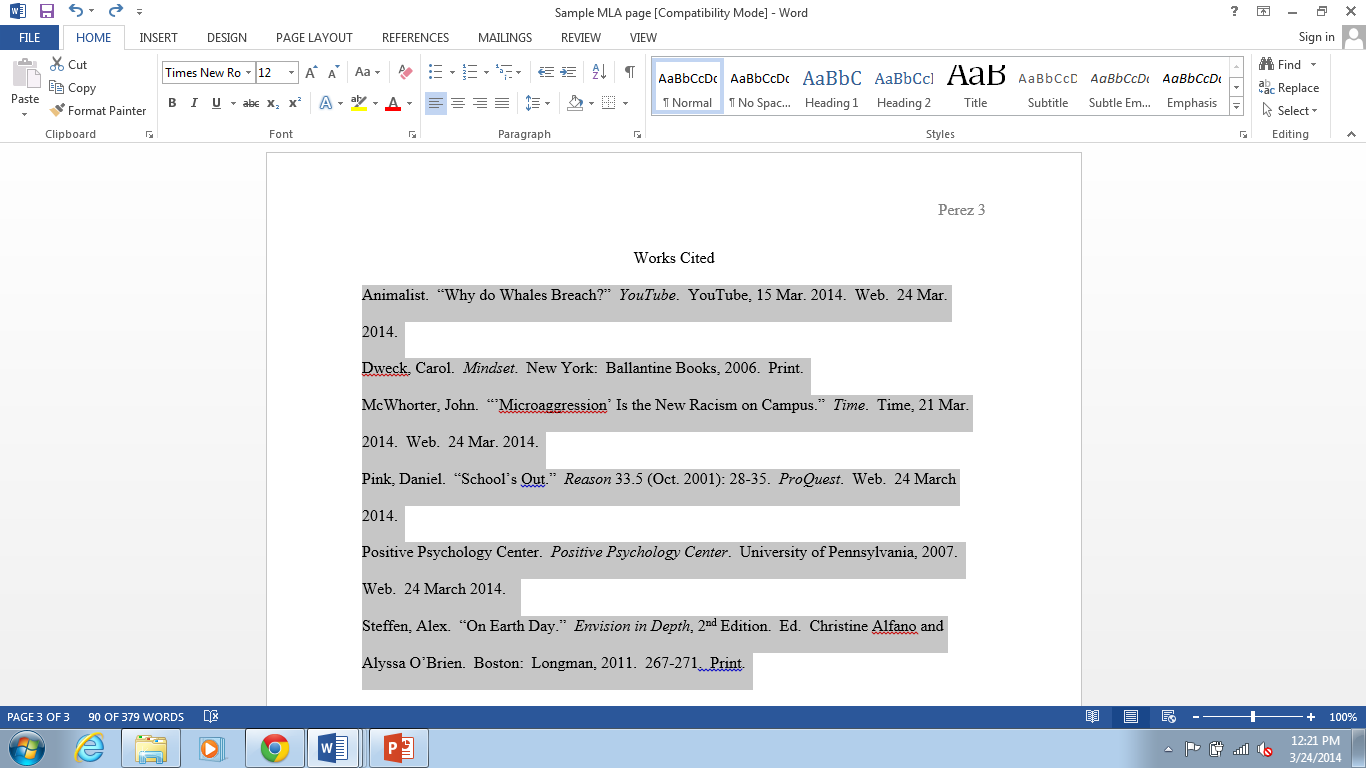 Sample MLA page [Compatibility Mode] - Word
FILE HOME INSERT DESIGN PAGE LAYOUT REFERENCES MAILINGS REVIEW VIEW Sign in
Paste
Cut
Copy
Format Painter
Clipboard
Times New Ro 12 Aa
B I U abc x₂ x² A ab A
Font
Paragraph
AaBbCcDc AaBbCcDc AaBbC AaBbCcI AaB AaBbCcD AaBbCcDc AaBbCcDc
¶ Normal ¶ No Spac... Heading 1 Heading 2 Title Subtitle Subtle Em... Emphasis
Styles
Find
Replace
Select
Editing
Perez 3
Works Cited
Animalist.  “Why do Whales Breach?”  YouTube.  YouTube, 15 Mar. 2014.  Web.  24 Mar.
2014.
Dweck, Carol.  Mindset.  New York:  Ballantine Books, 2006.  Print.
McWhorter, John.  “’Microaggression’ Is the New Racism on Campus.”  Time.  Time, 21 Mar.
2014.  Web.  24 Mar. 2014.
Pink, Daniel.  “School’s Out.”  Reason 33.5 (Oct. 2001): 28-35.  ProQuest.  Web.  24 March
2014.
Positive Psychology Center.  Positive Psychology Center.  University of Pennsylvania, 2007.
Web.  24 March 2014.
Steffen, Alex.  “On Earth Day.”  Envision in Depth, 2nd Edition.  Ed.  Christine Alfano and
Alyssa O’Brien.  Boston:  Longman, 2011.  267-271.  Print.
PAGE 3 OF 3 90 OF 379 WORDS 100%
12:21 PM
3/24/2014